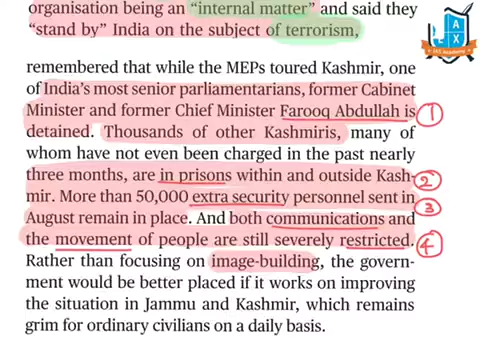 organisation being an “internal matter” and said they
“stand by” India on the subject of terrorism,
remembered that while the MEPs toured Kashmir, one
of India’s most senior parliamentarians, former Cabinet
Minister and former Chief Minister Farooq Abdullah is 1
detained. Thousands of other Kashmiris, many of
whom have not even been charged in the past nearly
three months, are in prisons within and outside Kash- 2
mir. More than 50,000 extra security personnel sent in 3
August remain in place. And both communications and
the movement of people are still severely restricted. 4
Rather than focusing on image-building, the govern-
ment would be better placed if it works on improving
the situation in Jammu and Kashmir, which remains
grim for ordinary civilians on a daily basis.
A
X